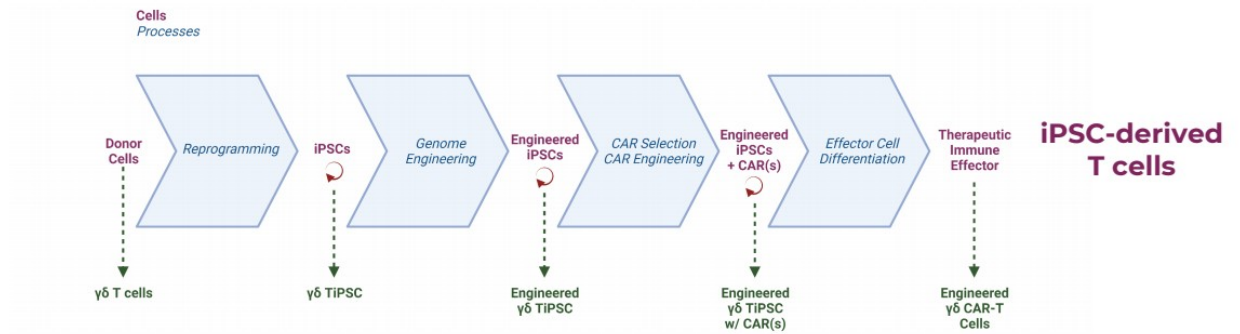 Cells
Processes
Donor
Cells
Reprogramming
iPSCs
Genome
Engineering
Engineered
iPSCs
CAR Selection
CAR Engineering
Engineered
iPSCs
+ CAR(s)
Effector Cell
Differentiation
Therapeutic
Immune
Effector
iPSC-derived
T cells
γδ T cells
γδ TiPSC
Engineered
γδ TiPSC
Engineered
γδ TiPSC
w/ CAR(s)
Engineered
γδ CAR-T
Cells